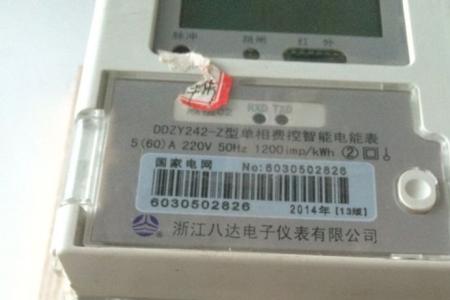 脉冲 跳闸 红外
RXD TXD
DDZY242-Z型单相费控智能电能表
5(60)A 220V 50Hz 1200imp/kWh ②
国家电网 No:6030502826
6030502826 2014年 [13版]
浙江八达电子仪表有限公司